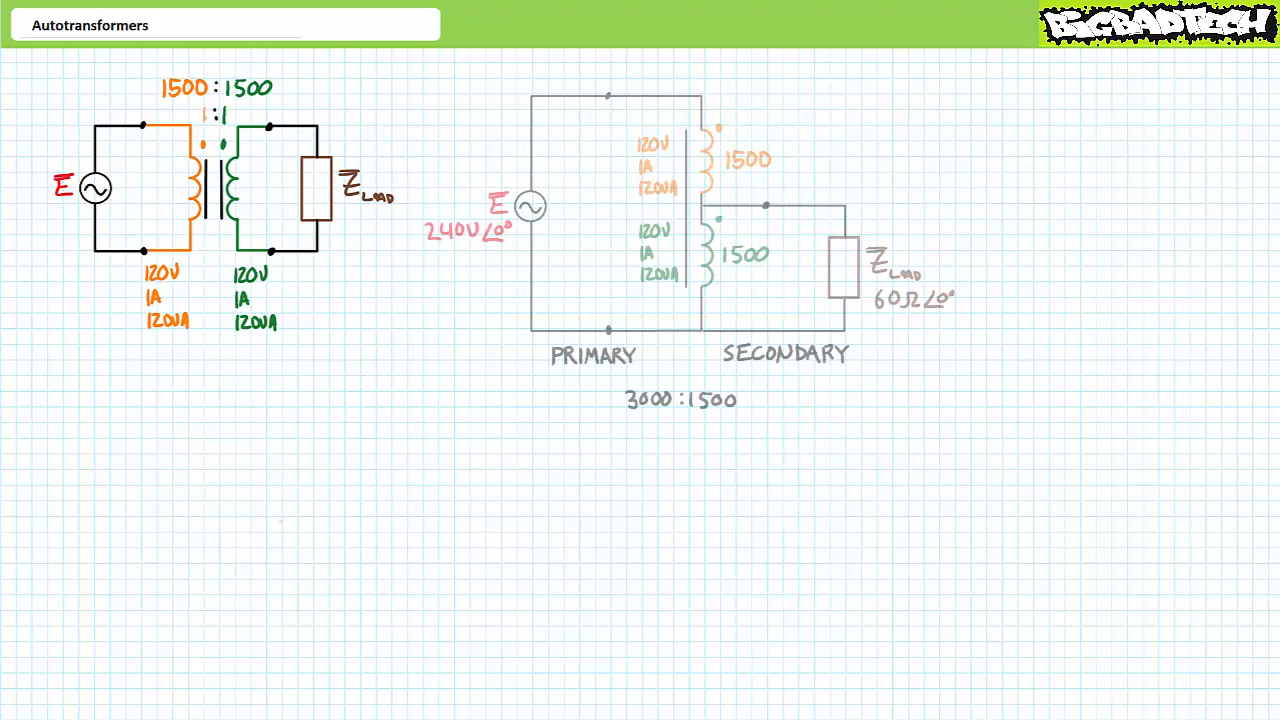 Autotransformers
BIGBADTECH
1500 : 1500
1:1
E
Z LOAD
120V
1A
120VA
120V
1A
120VA
E
240V∠0°
120V
1A
120VA
1500
120V
1A
120VA
1500
Z LOAD
60Ω∠0°
PRIMARY
SECONDARY
3000 : 1500